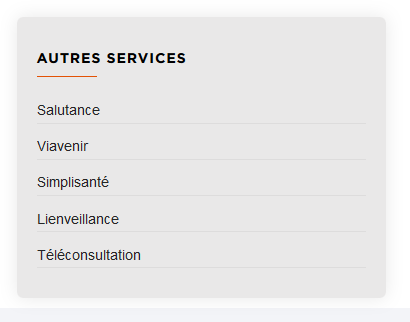 AUTRES SERVICES
Salutance
Viavenir
Simplisanté
Lienveillance
Téléconsultation